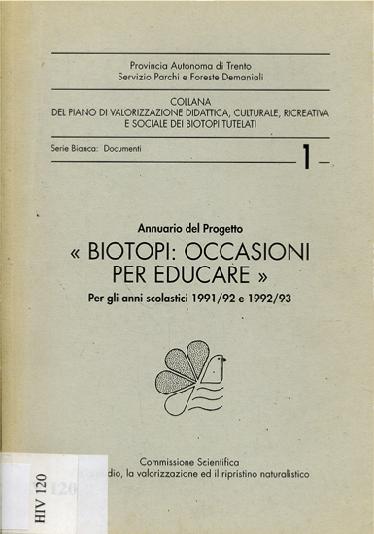 Provincia Autonoma di Trento
Servizio Parchi e Foreste Demaniali
COLLANA
DEL PIANO DI VALORIZZAZIONE DIDATTICA, CULTURALE, RICREATIVA
E SOCIALE DEI BIOTOPI TUTELATI
Serie Bianca: Documenti
1
Annuario del Progetto
« BIOTOPI: OCCASIONI
PER EDUCARE »
Per gli anni scolastici 1991/92 e 1992/93
Commissione Scientifica
dio, la valorizzazione ed il ripristino naturalistico
HIV 120
120